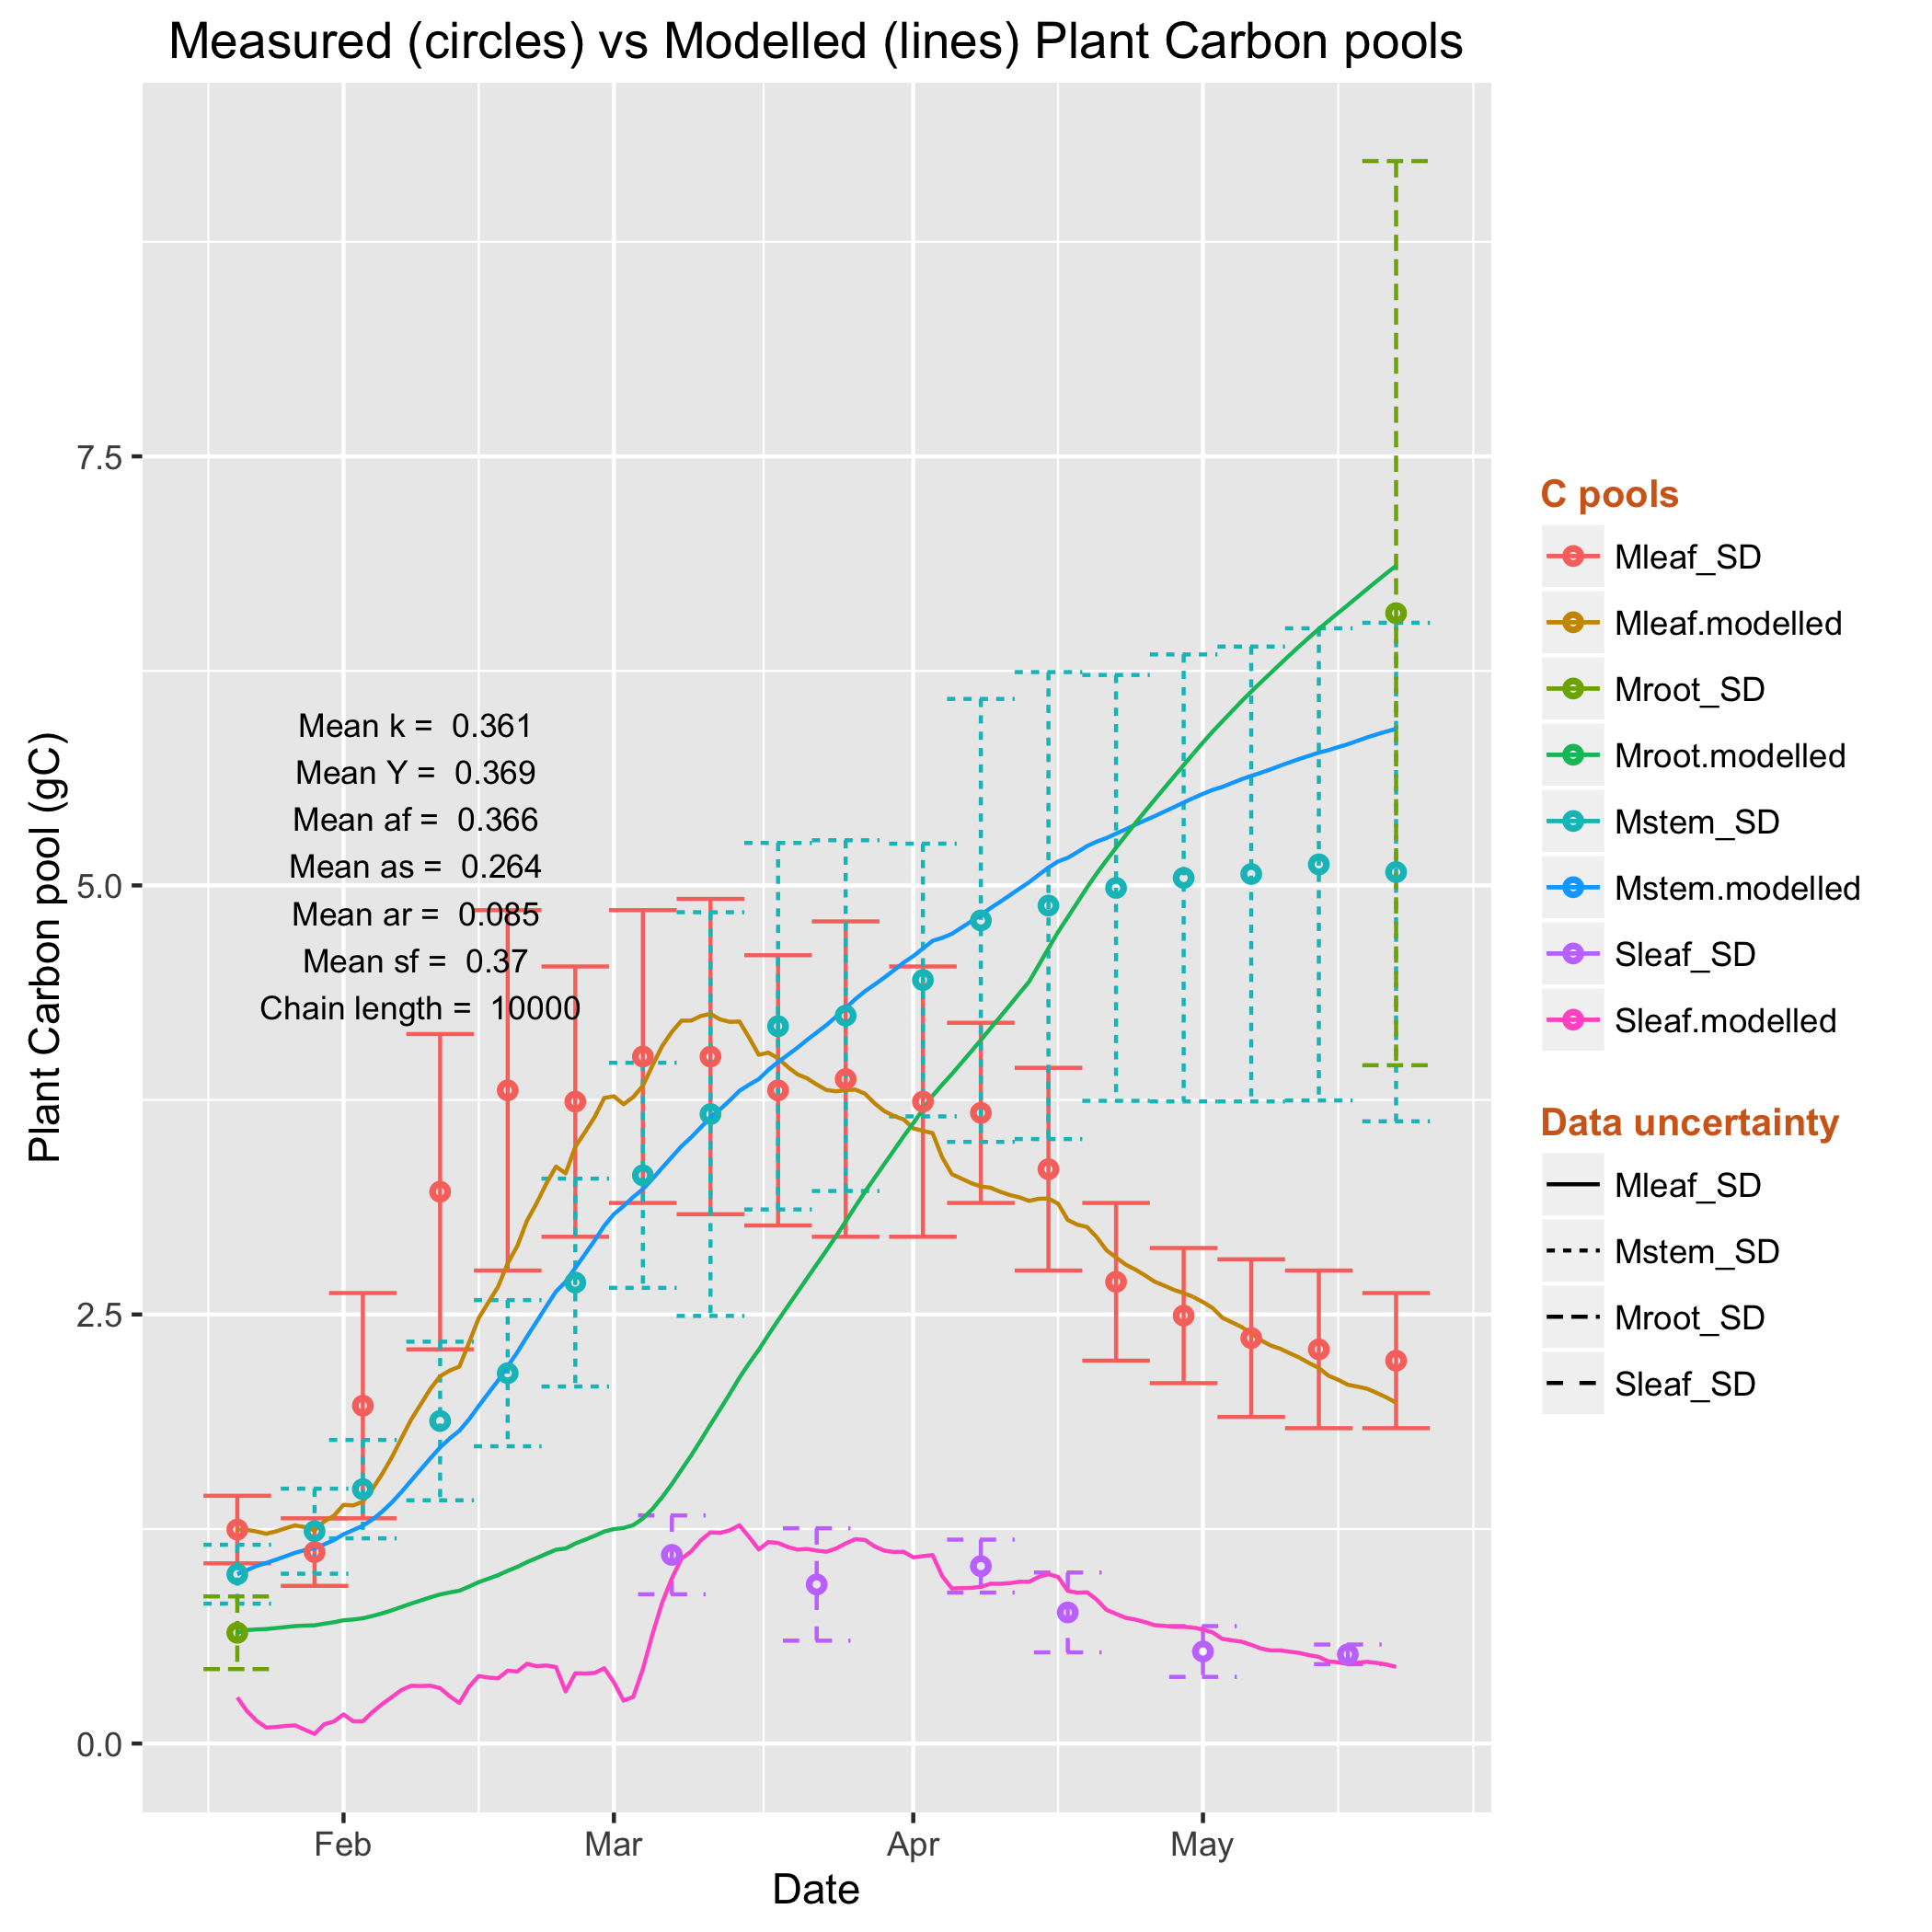 Measured (circles) vs Modelled (lines) Plant Carbon pools
Plant Carbon pool (gC)
7.5
5.0
2.5
0.0
Mean k = 0.361
Mean Y = 0.369
Mean af = 0.366
Mean as = 0.264
Mean ar = 0.085
Mean sf = 0.37
Chain length = 10000
Feb Mar Apr May
Date
C pools
Mleaf_SD
Mleaf.modelled
Mroot_SD
Mroot.modelled
Mstem_SD
Mstem.modelled
Sleaf_SD
Sleaf.modelled
Data uncertainty
Mleaf_SD
Mstem_SD
Mroot_SD
Sleaf_SD